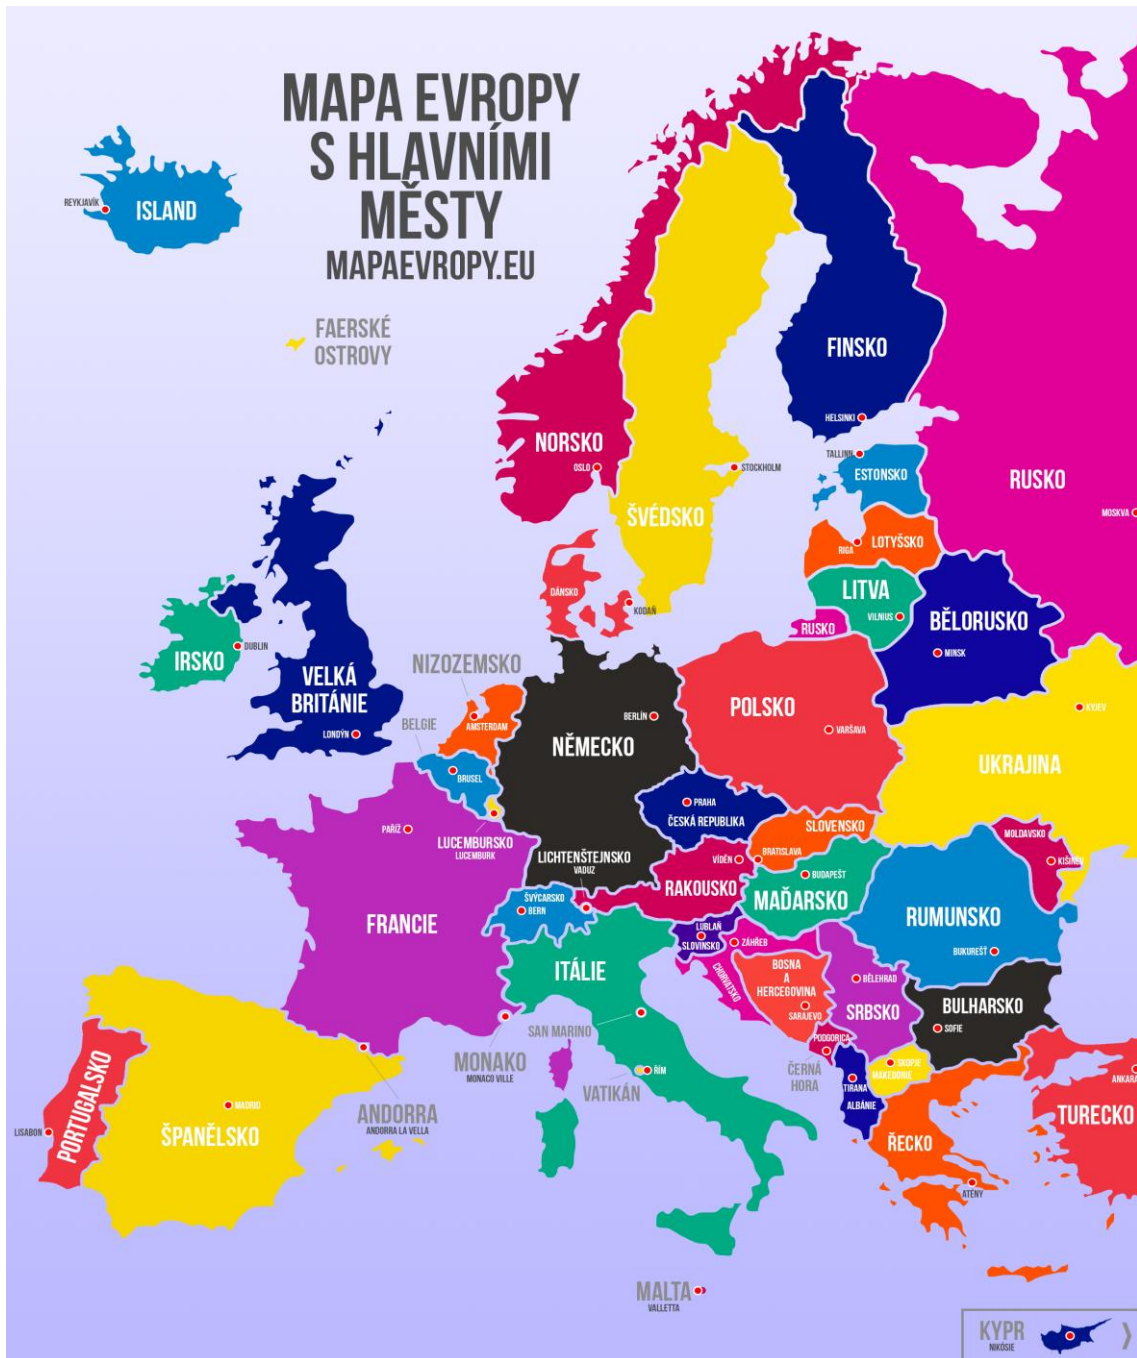 MAPA EVROPY
S HLAVNÍMI
MĚSTY
MAPAEVROPY.EU
REYKJAVÍK
ISLAND
FAERSKÉ
OSTROVY
FINSKO
HELSINKI
NORSKO
OSLO
STOCKHOLM
ŠVÉDSKO
TALLINN
ESTONSKO
RUSKO
MOSKVA
RIGA
LOTYŠSKO
DÁNSKO
KODAŇ
LITVA
VILNIUS
RUSKO
BĚLORUSKO
MINSK
DUBLIN
IRSKO
VELKÁ
BRITÁNIE
LONDÝN
NIZOZEMSKO
AMSTERDAM
BELGIE
BRUSEL
BERLÍN
NĚMECKO
POLSKO
VARŠAVA
KYJEV
UKRAJINA
PRAHA
ČESKÁ REPUBLIKA
SLOVENSKO
BRATISLAVA
MOLDAVSKO
KIŠINĚV
PAŘÍŽ
LUCEMBURSKO
LUCEMBURK
LICHTENŠTEJNSKO
VADUZ
VÍDEŇ
RAKOUSKO
BUDAPEŠT
MAĎARSKO
ŠVÝCARSKO
BERN
FRANCIE
RUMUNSKO
BUKUREŠŤ
LUBLAŇ
SLOVINSKO
ZÁHŘEB
CHORVATSKO
ITÁLIE
BOSNA
A
HERCEGOVINA
SARAJEVO
BĚLEHRAD
SRBSKO
BULHARSKO
SOFIE
SAN MARINO
MONAKO
MONACO VILLE
PODGORICA
ČERNÁ
HORA
SKOPJE
MAKEDONIE
TIRANA
ALBÁNIE
VATIKÁN
ŘÍM
ANKARA
TURECKO
PORTUGALSKO
LISABON
MADRID
ŠPANĚLSKO
ANDORRA
ANDORRA LA VELLA
ŘECKO
ATÉNY
MALTA
VALLETTA
KYPR
NIKÓSIE